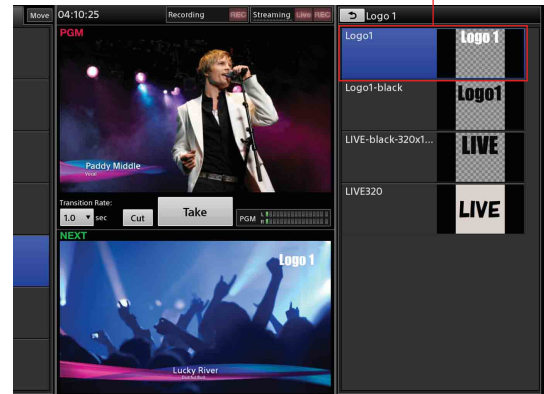 Move
04:10:25
Recording REC Streaming Live REC
Logo 1
PGM
Paddy Middle
Vocal
Transition Rate:
1.0 sec Cut Take PGM L R
NEXT
Logo 1
Lucky River
Logo1
Logo 1
Logo1-black
Logo1
LIVE-black-320x1...
LIVE
LIVE320
LIVE